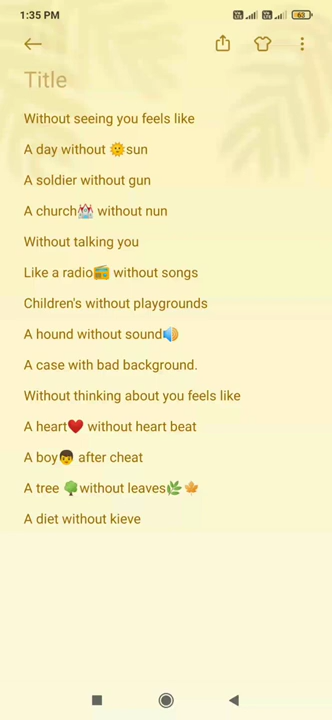 1:35 PM
63
Title
Without seeing you feels like
A day without 🌞sun
A soldier without gun
A church💒 without nun
Without talking you
Like a radio📻 without songs
Children's without playgrounds
A hound without sound🔊
A case with bad background.
Without thinking about you feels like
A heart❤️ without heart beat
A boy👦 after cheat
A tree 🌳without leaves🌿🍁
A diet without kieve